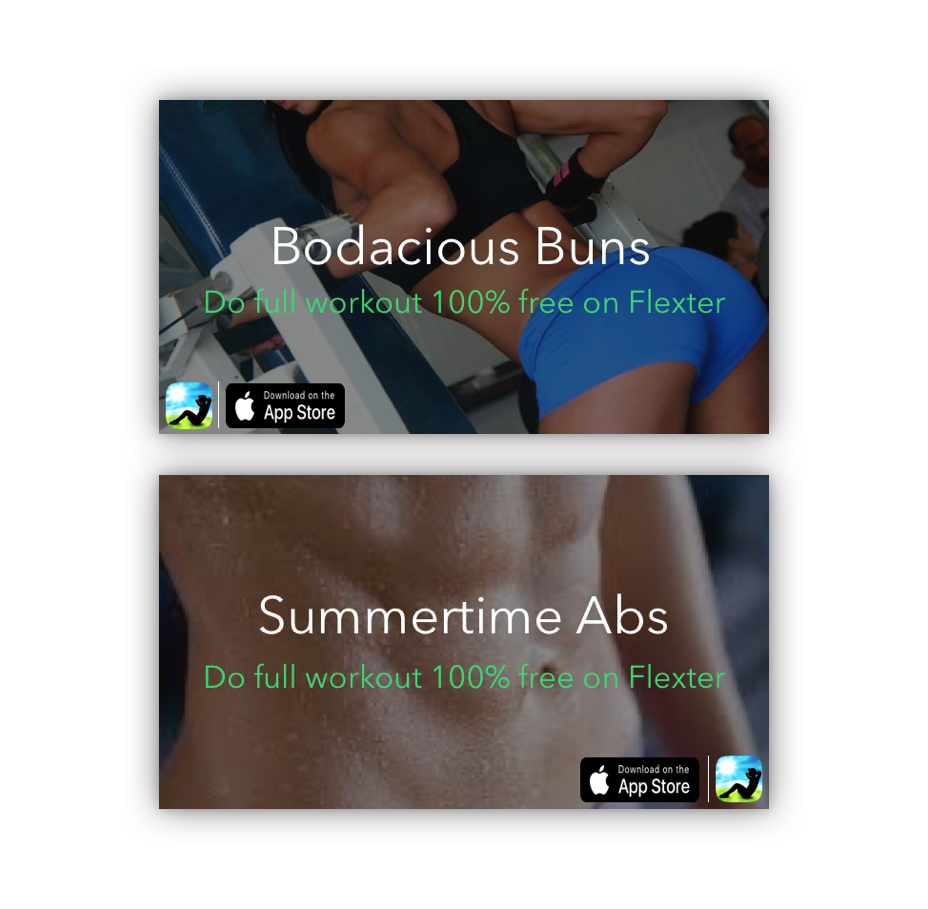 Bodacious Buns
Do full workout 100% free on Flexter
Download on the
App Store
Summertime Abs
Do full workout 100% free on Flexter
Download on the
App Store